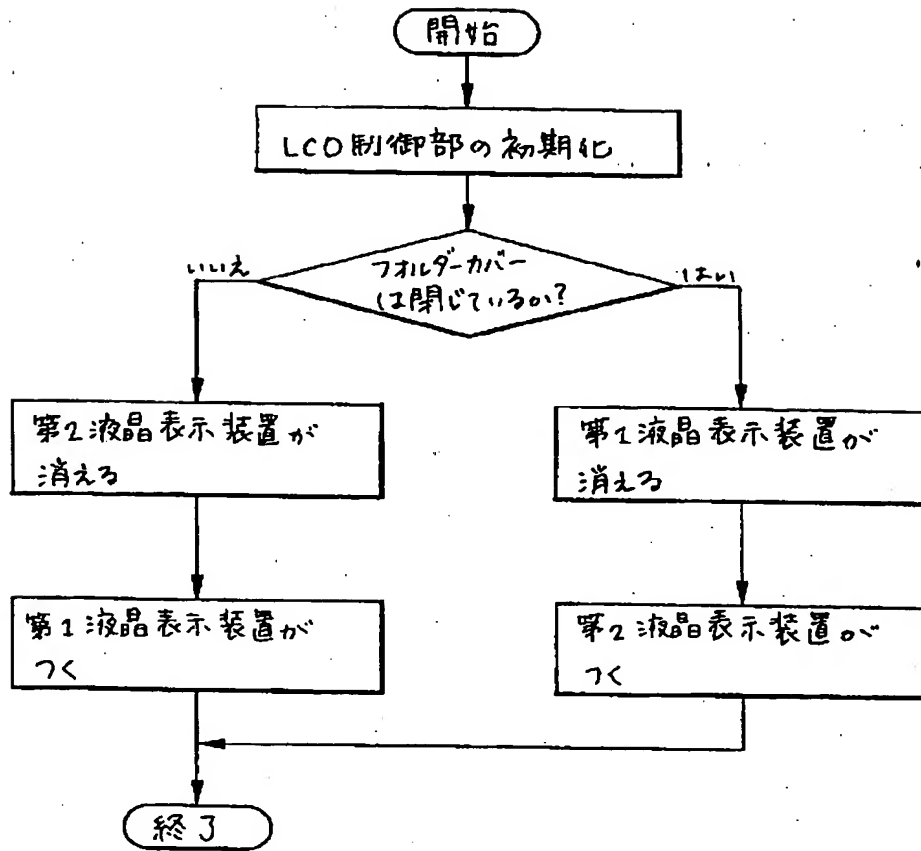 開始
LCD制御部の初期化
フォルダーカバー
は閉じているか?
いいえ
はい
第2液晶表示装置が
消える
第1液晶表示装置が
消える
第1液晶表示装置が
つく
第2液晶表示装置が
つく
終了